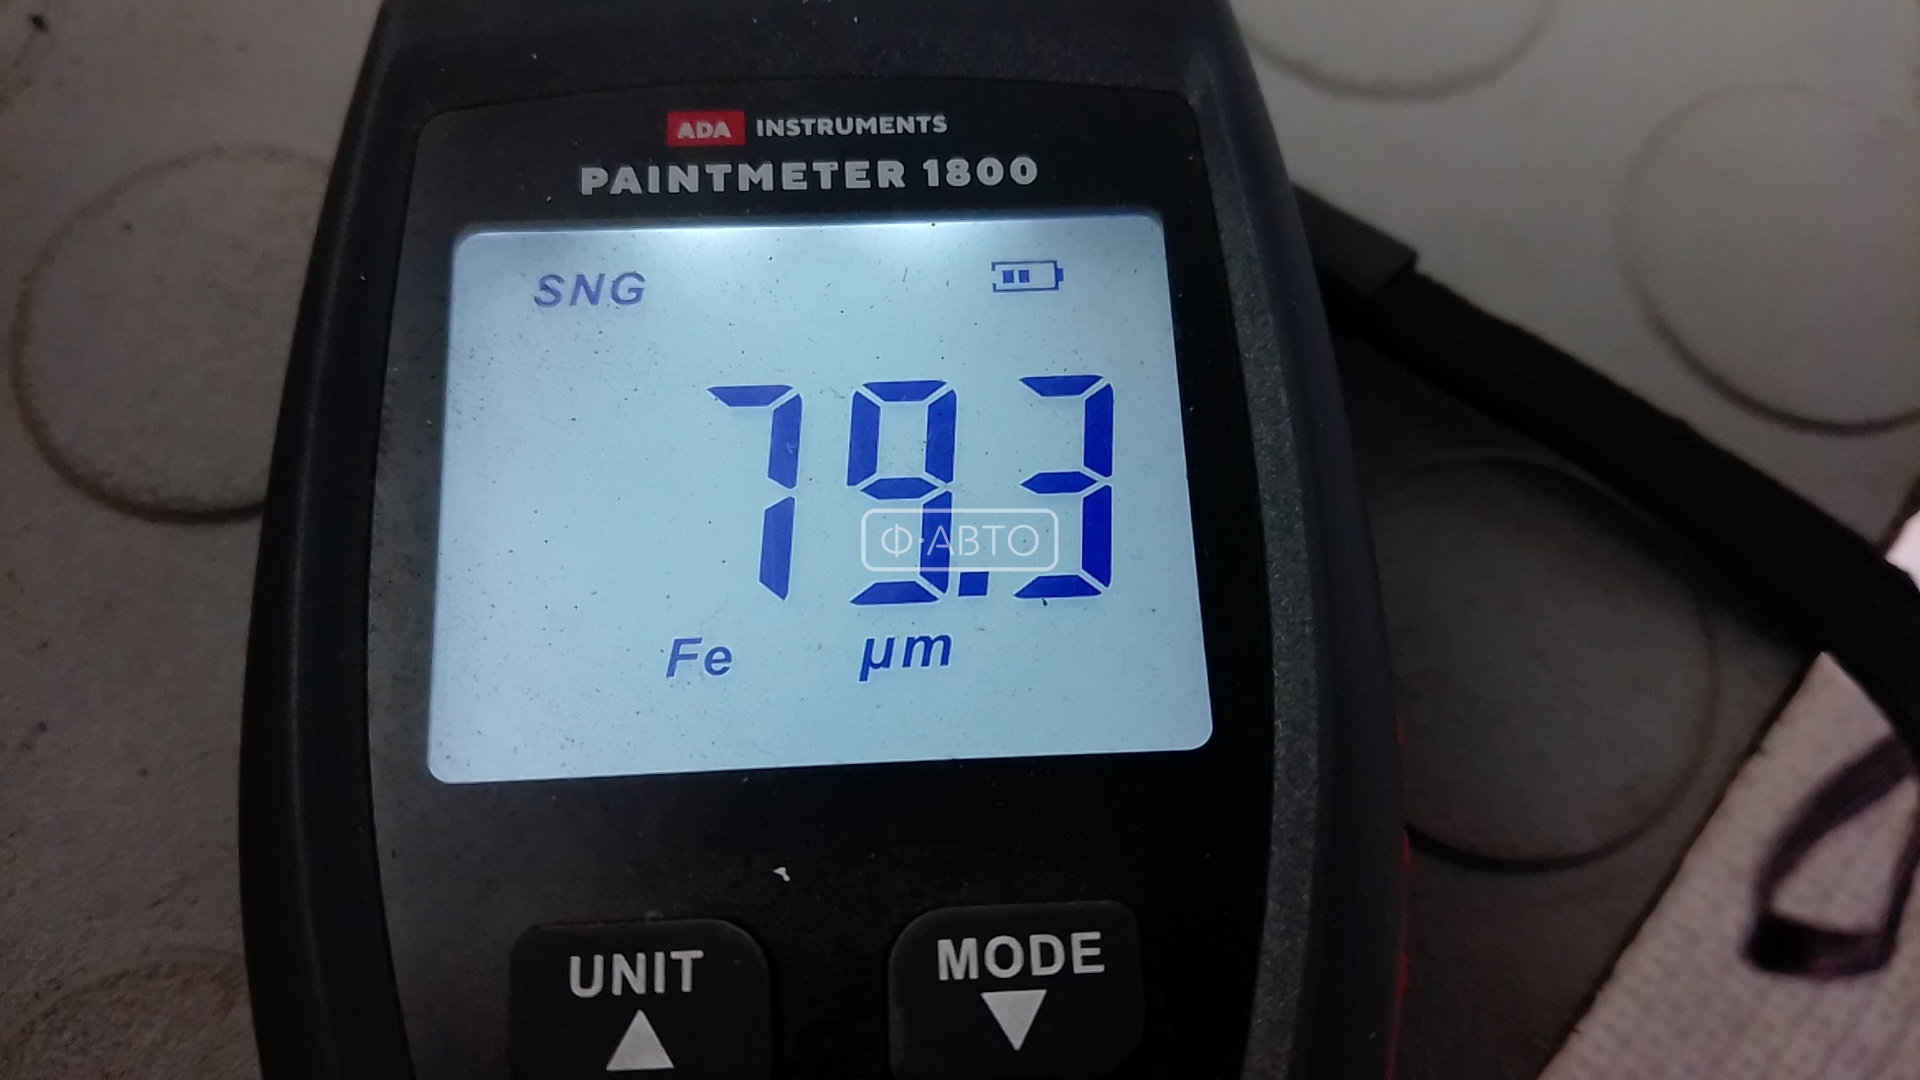 ADA INSTRUMENTS
PAINTMETER 1800
SNG
79.3
Ф·АВТО
Fe µm
UNIT MODE